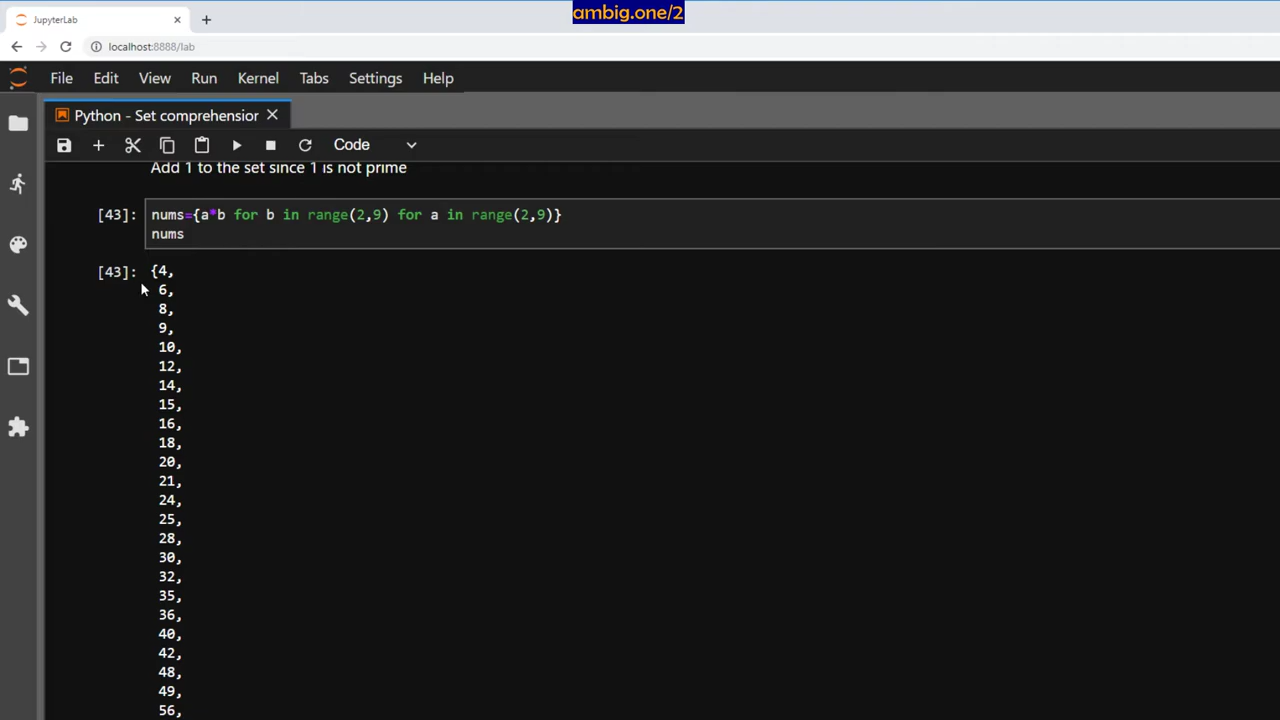 ambig.one/2
JupyterLab
localhost:8888/lab
File Edit View Run Kernel Tabs Settings Help
Python - Set comprehension
Code
Add 1 to the set since 1 is not prime
[43]: nums={a*b for b in range(2,9) for a in range(2,9)}
nums
[43]: {4,
6,
8,
9,
10,
12,
14,
15,
16,
18,
20,
21,
24,
25,
28,
30,
32,
35,
36,
40,
42,
48,
49,
56,